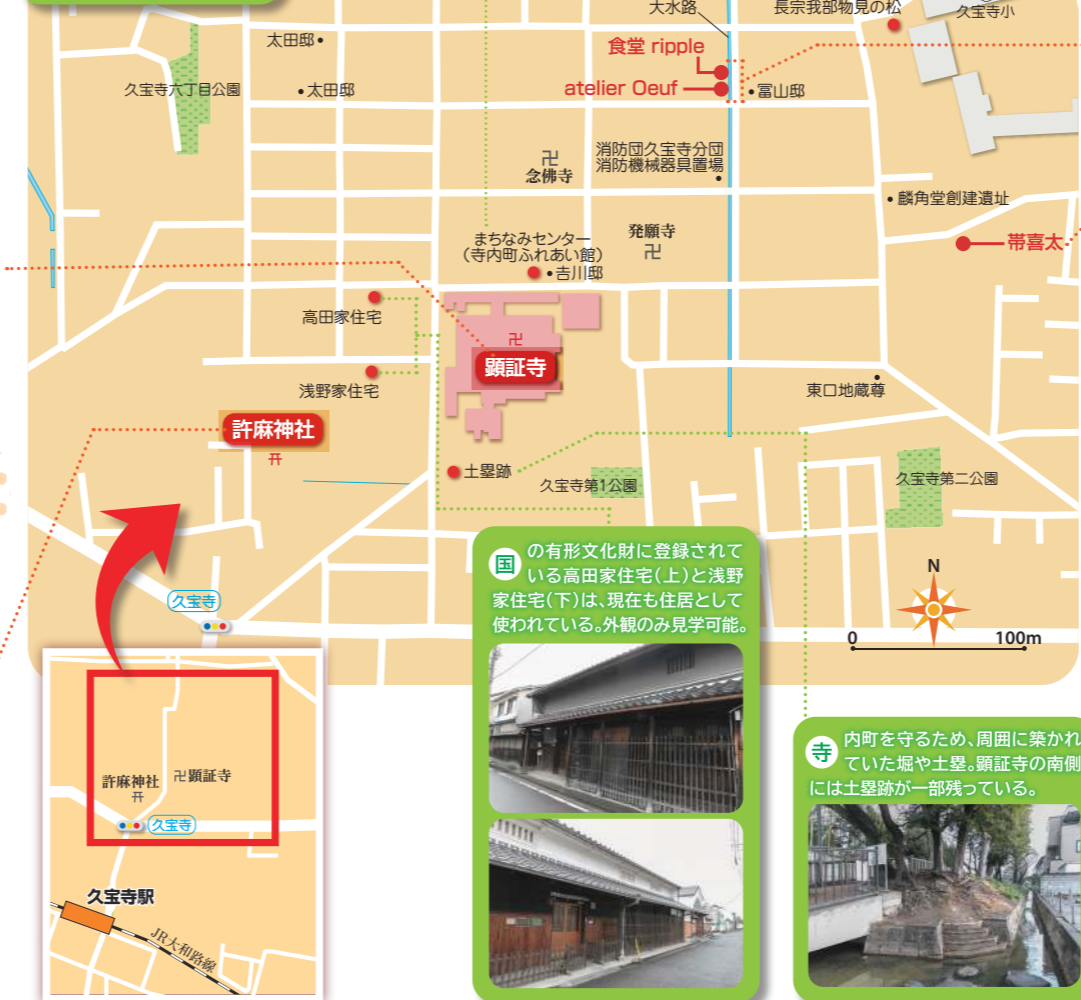 大水路
長宗我部物見の松
久宝寺小
太田邸
食堂 ripple
久宝寺六丁目公園
太田邸
atelier Oeuf
冨山邸
消防団久宝寺分団
消防機械器具置場
卍
念佛寺
麟角堂創建遺址
発願寺
卍
まちなみセンター
(寺内町ふれあい館)
吉川邸
帯喜太
高田家住宅
卍
顕証寺
浅野家住宅
東口地蔵尊
許麻神社
土塁跡
久宝寺第1公園
久宝寺第二公園
久宝寺
N
0 100m
国の有形文化財に登録されて
いる高田家住宅(上)と浅野
家住宅(下)は、現在も住居として
使われている。外観のみ見学可能。
寺内町を守るため、周囲に築かれ
ていた堀や土塁。顕証寺の南側
には土塁跡が一部残っている。
許麻神社
卍顕証寺
久宝寺
久宝寺駅
JR大和路線